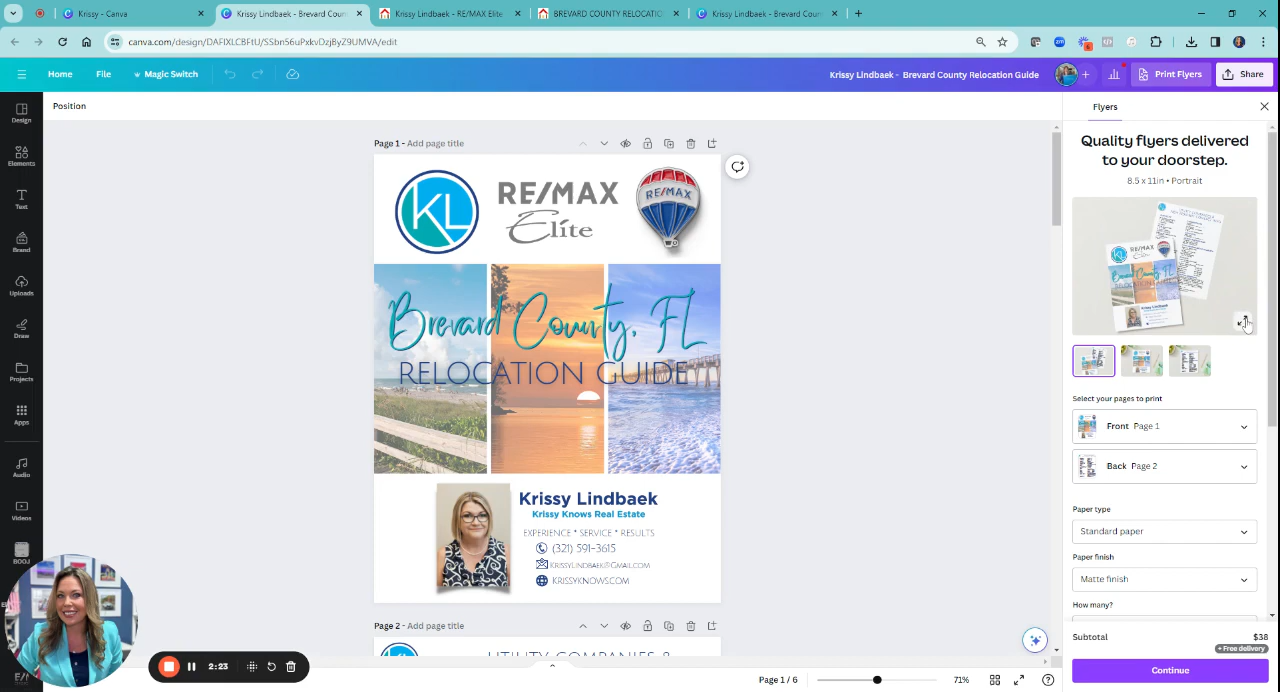 Krissy - Canva
Krissy Lindbaek - Brevard Coun
Krissy Lindbaek - RE/MAX Elite
BREVARD COUNTY RELOCATIO
Krissy Lindbaek - Brevard Coun
canva.com/design/DAFIXLCBFtU/SSbn56uPxkvDzjByZ9UMVA/edit
Home
File
Magic Switch
Krissy Lindbaek - Brevard County Relocation Guide
Print Flyers
Share
Position
Flyers
Design
Elements
Text
Brand
Uploads
Draw
Projects
Apps
Audio
Videos
BOOJ
Page 1 - Add page title
KL
RE/MAX
Elite
RE/MAX
Brevard County, FL
RELOCATION GUIDE
Krissy Lindbaek
Krissy Knows Real Estate
EXPERIENCE * SERVICE * RESULTS
(321) 591-3615
KRISSYLINDBAEK@GMAIL.COM
KRISSYKNOWS.COM
Page 2 - Add page title
UTILITY COMPANIES &
Quality flyers delivered
to your doorstep.
8.5 x 11in • Portrait
Select your pages to print
Front Page 1
Back Page 2
Paper type
Standard paper
Paper finish
Matte finish
How many?
Subtotal
$38
+ Free delivery
Continue
2:23
Page 1 / 6
71%